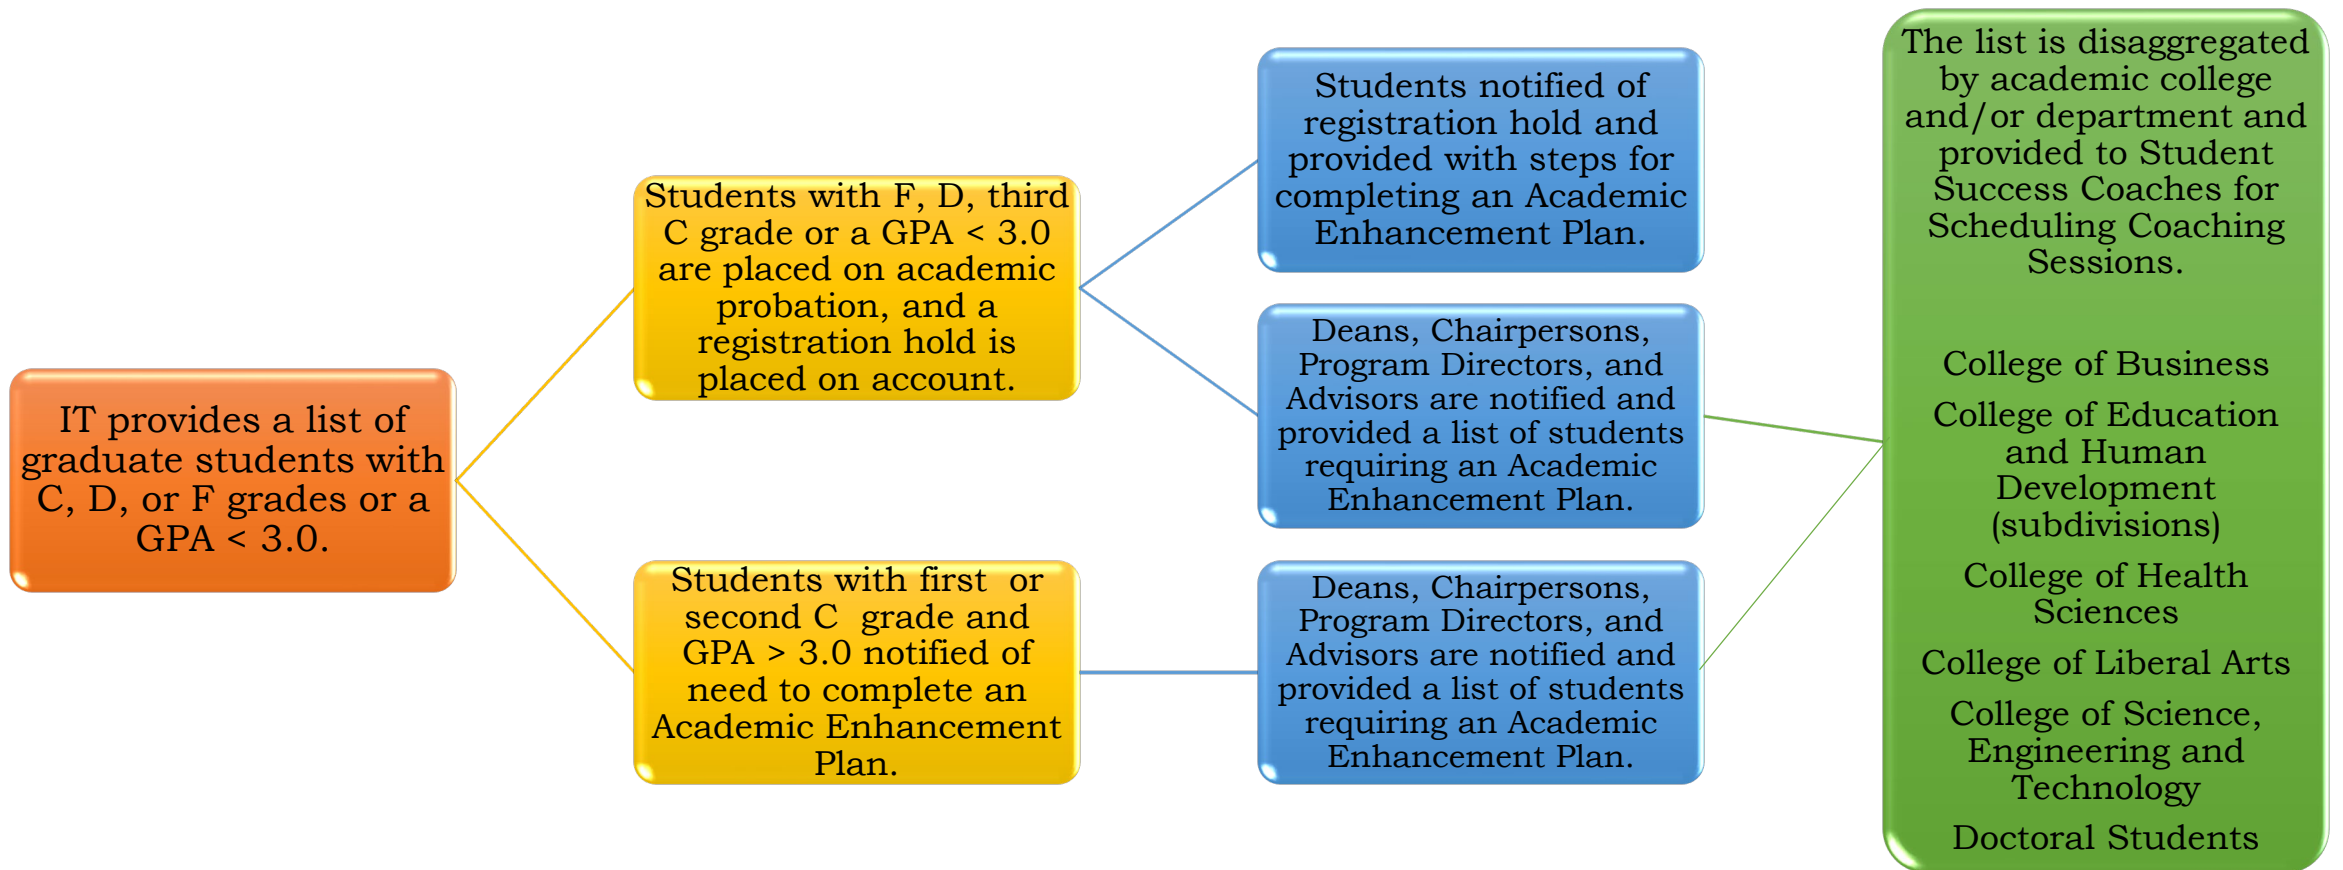 IT provides a list of
graduate students with
C, D, or F grades or a
GPA < 3.0.
Students with F, D, third
C grade or a GPA < 3.0
are placed on academic
probation, and a
registration hold is
placed on account.
Students with first  or
second C  grade and
GPA > 3.0 notified of
need to complete an
Academic Enhancement
Plan.
Students notified of
registration hold and
provided with steps for
completing an Academic
Enhancement Plan.
Deans, Chairpersons,
Program Directors, and
Advisors are notified and
provided a list of students
requiring an Academic
Enhancement Plan.
Deans, Chairpersons,
Program Directors, and
Advisors are notified and
provided a list of students
requiring an Academic
Enhancement Plan.
The list is disaggregated
by academic college
and/or department and
provided to Student
Success Coaches for
Scheduling Coaching
Sessions.
College of Business
College of Education
and Human
Development
(subdivisions)
College of Health
Sciences
College of Liberal Arts
College of Science,
Engineering and
Technology
Doctoral Students